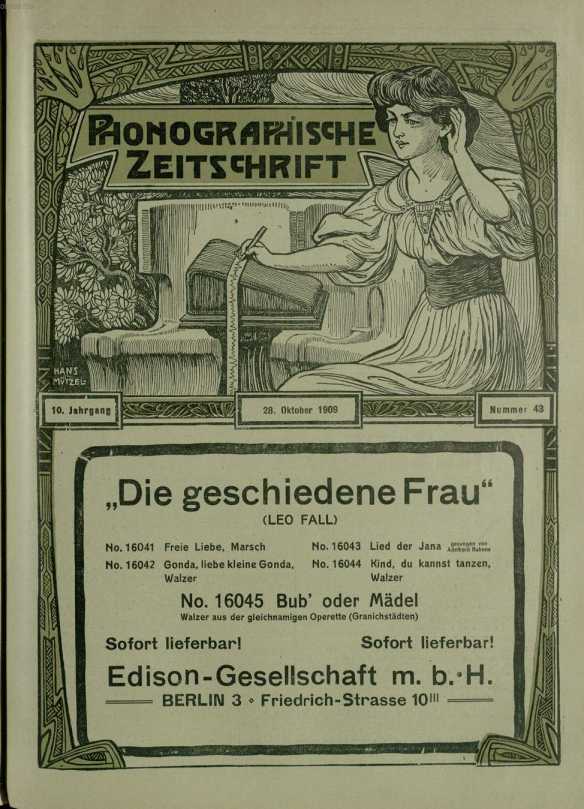 PHONOGRAPHISCHE
ZEITSCHRIFT
HANS
MÜTZEL
10. Jahrgang
28. Oktober 1909
Nummer 43
„Die geschiedene Frau“
(LEO FALL)
No. 16041 Freie Liebe, Marsch
No. 16042 Gonda, liebe kleine Gonda,
Walzer
No. 16043 Lied der Jana gesungen von
No. 16044 Kind, du kannst tanzen,
Walzer
No. 16045 Bub' oder Mädel
Walzer aus der gleichnamigen Operette (Granichstädten)
Sofort lieferbar! Sofort lieferbar!
Edison-Gesellschaft m. b. H.
BERLIN 3 ∘ Friedrich-Strasse 10III